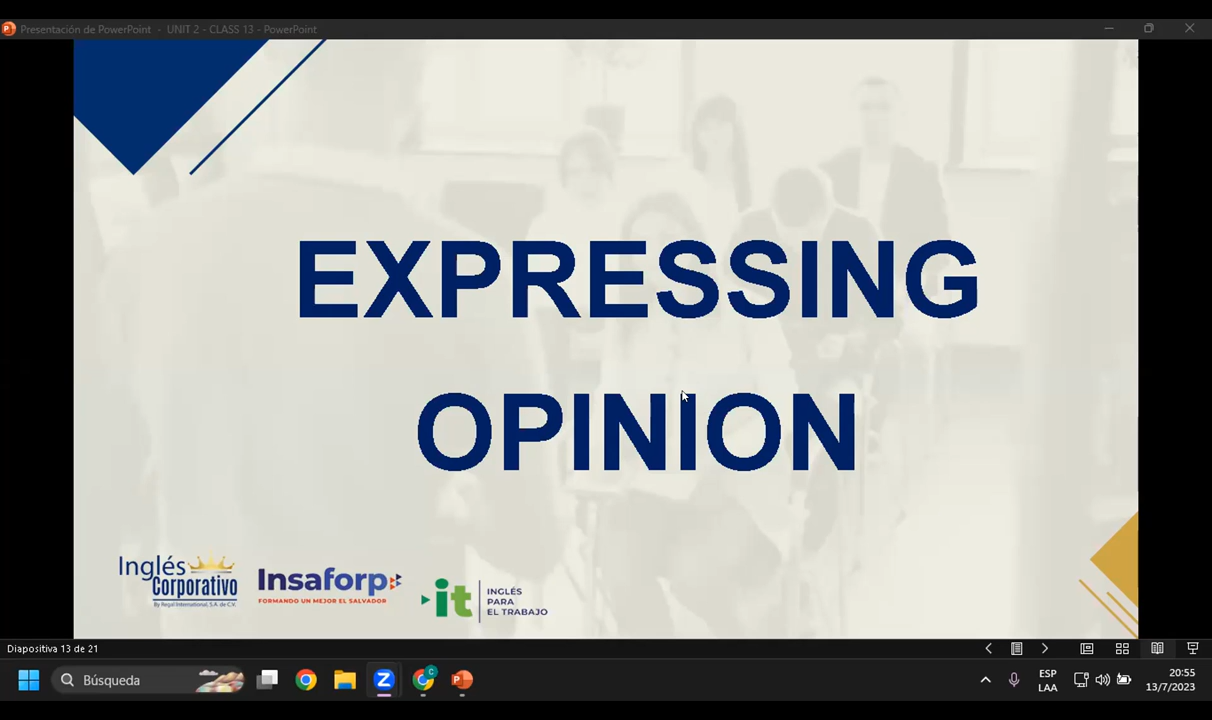 Presentación de PowerPoint - UNIT 2 - CLASS 13 - PowerPoint
EXPRESSING
OPINION
Inglés
Corporativo
By Regal International, S.A. de C.V.
Insaforp
FORMANDO UN MEJOR EL SALVADOR
it
INGLÉS
PARA
EL TRABAJO
Diapositiva 13 de 21
Búsqueda
ESP
LAA
20:55
13/7/2023